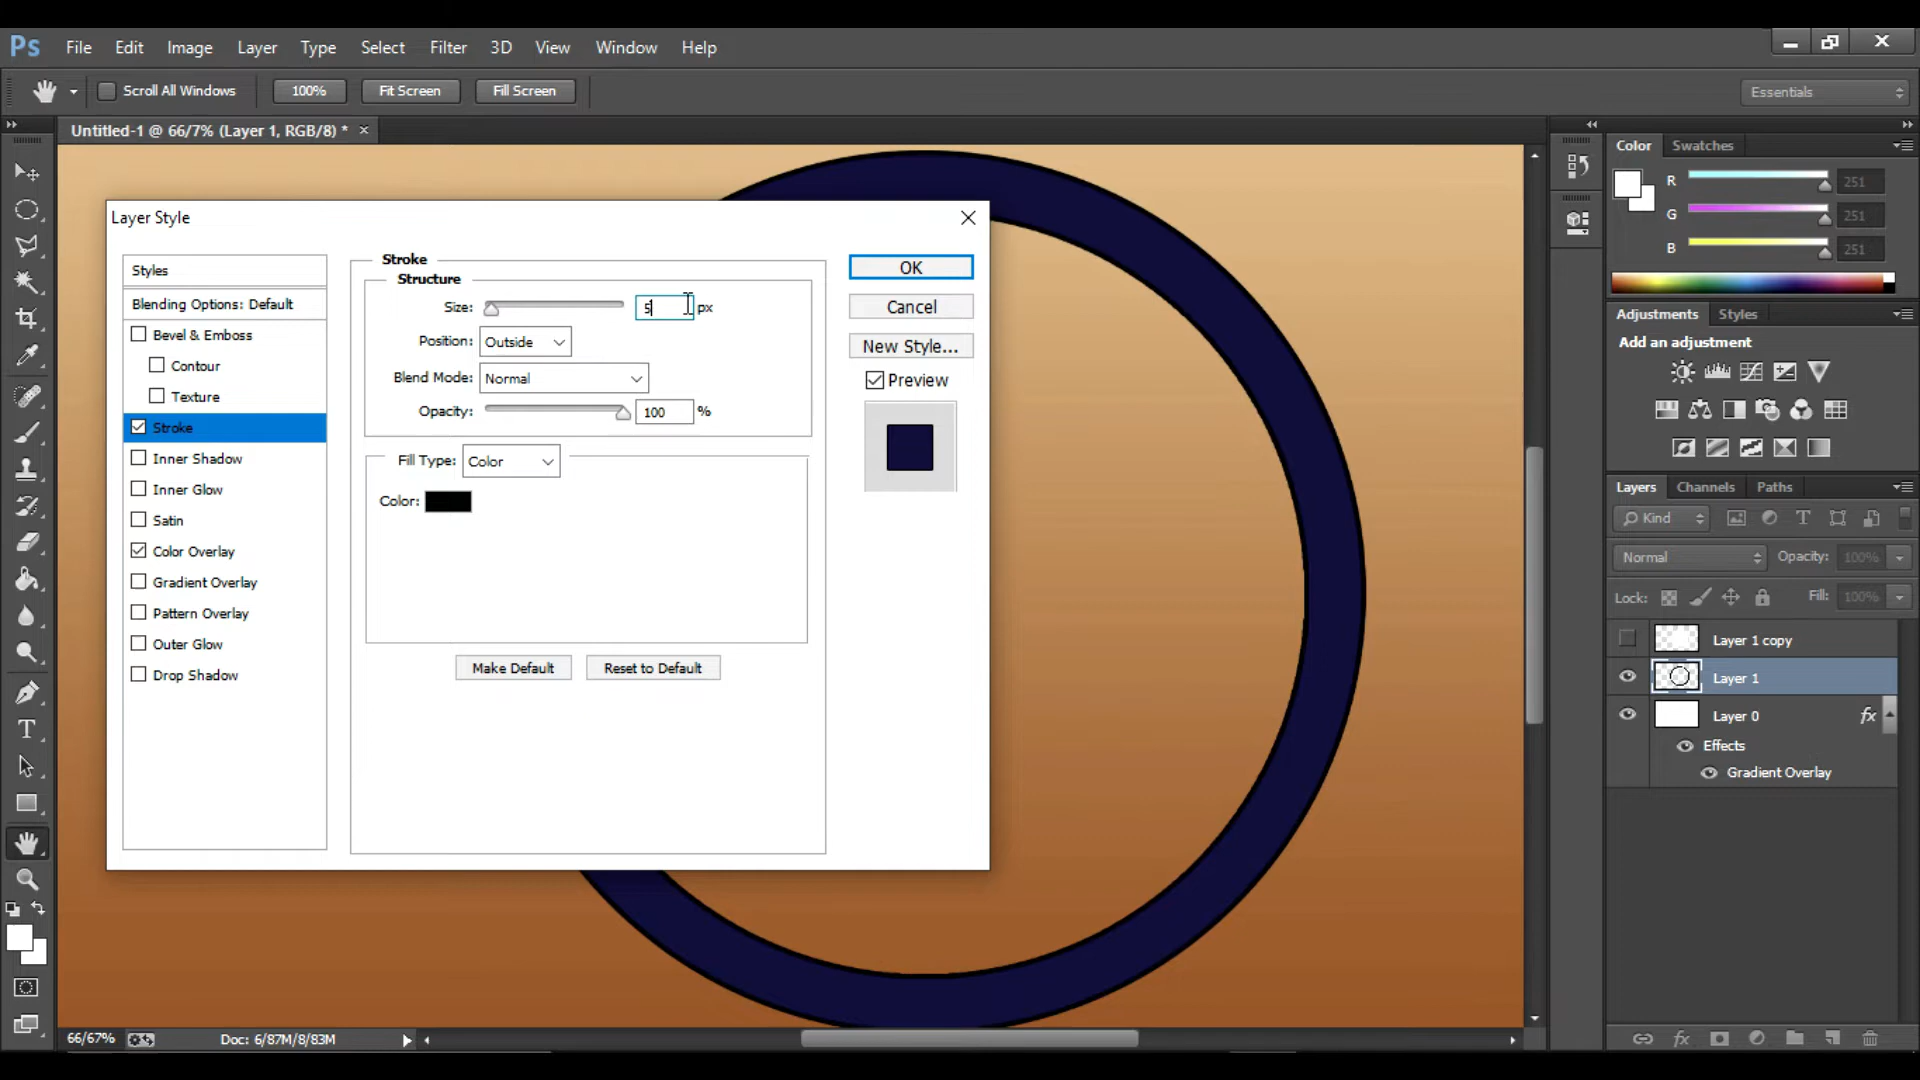 Ps File Edit Image Layer Type Select Filter 3D View Window Help
Scroll All Windows 100% Fit Screen Fill Screen Essentials
Untitled-1 @ 66/7% (Layer 1, RGB/8) *
Layer Style
Styles
Blending Options: Default
Bevel & Emboss
Contour
Texture
Stroke
Inner Shadow
Inner Glow
Satin
Color Overlay
Gradient Overlay
Pattern Overlay
Outer Glow
Drop Shadow
Stroke
Structure
Size: 5 px
Position: Outside
Blend Mode: Normal
Opacity: 100 %
Fill Type: Color
Color:
Make Default Reset to Default
OK
Cancel
New Style...
Preview
Color Swatches
R 251
G 251
B 251
Adjustments Styles
Add an adjustment
Layers Channels Paths
Kind T
Normal Opacity: 100%
Lock: Fill: 100%
Layer 1 copy
Layer 1
Layer 0 fx
Effects
Gradient Overlay
fx
T
66/67% Doc: 6/87M/8/83M